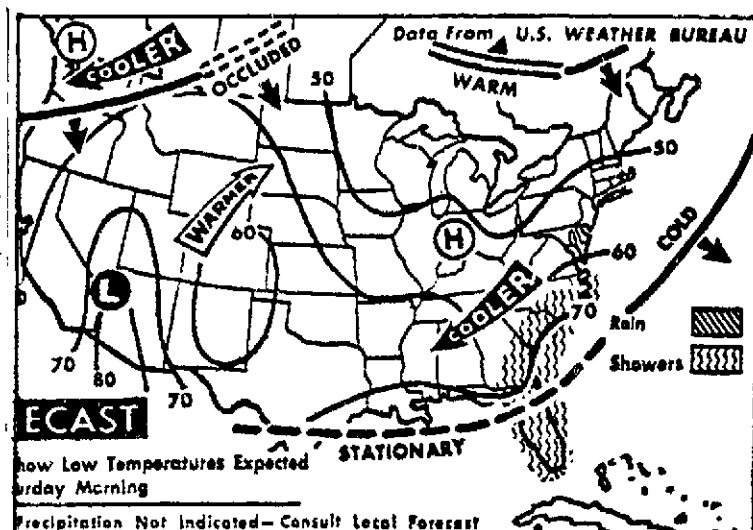 H
COOLER
Data From U.S. WEATHER BUREAU
OCCLUDED
WARM
50
50
WARMER
60
H
COLD
60
L
COOLER
70
Rain
Showers
70
80
70
ECAST
STATIONARY
how Low Temperatures Expected
urday Morning
Precipitation Not Indicated—Consult Local Forecast